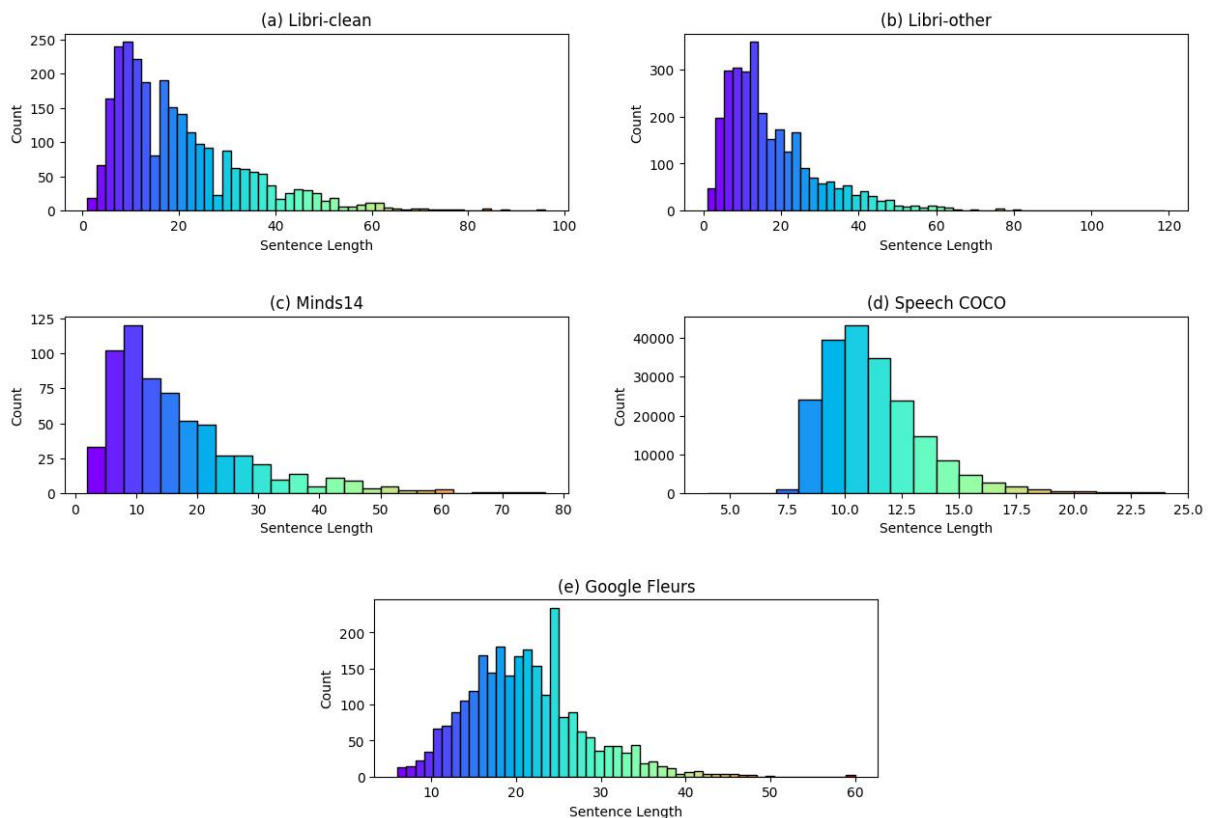 (a) Libri-clean
250
200
150
100
50
0
Count
0 20 40 60 80 100
Sentence Length
(b) Libri-other
300
200
100
0
Count
0 20 40 60 80 100 120
Sentence Length
(c) Minds14
125
100
75
50
25
0
Count
0 10 20 30 40 50 60 70 80
Sentence Length
(d) Speech COCO
40000
30000
20000
10000
0
Count
5.0 7.5 10.0 12.5 15.0 17.5 20.0 22.5 25.0
Sentence Length
(e) Google Fleurs
200
150
100
50
0
Count
10 20 30 40 50 60
Sentence Length